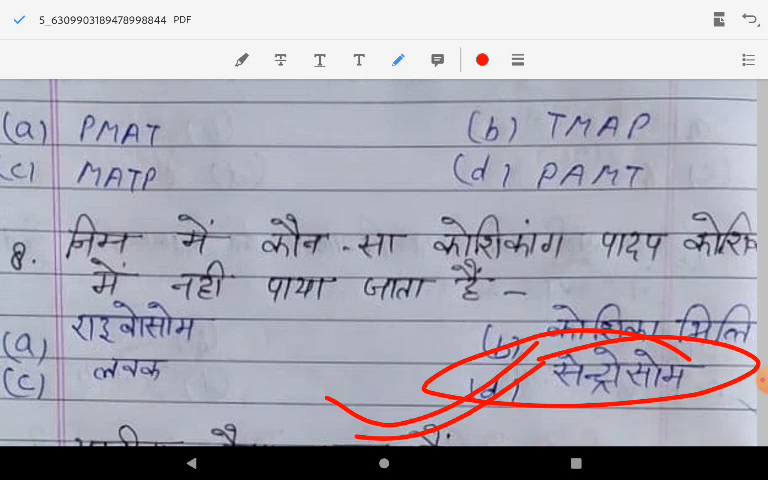 5_6309903189478998844 PDF
(a) PMAT (b) TMAP
(c) MATP (d) PAMT
8. निम्न में कौन-सा कोशिकांग पादप
में नही पाया जाता हैं -
(a) राइबोसोम (b) कोशिका भित्ति
(c) लवक (d) सेन्ट्रोसोम